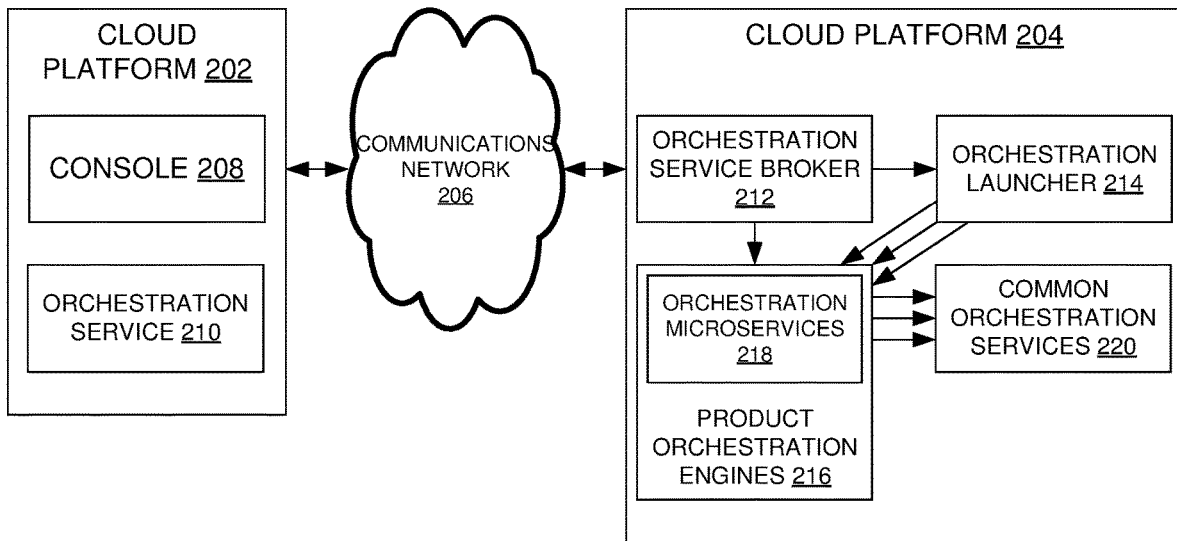 CLOUD
PLATFORM 202
CONSOLE 208
ORCHESTRATION
SERVICE 210
COMMUNICATIONS
NETWORK
206
CLOUD PLATFORM 204
ORCHESTRATION
SERVICE BROKER
212
ORCHESTRATION
LAUNCHER 214
ORCHESTRATION
MICROSERVICES
218
PRODUCT
ORCHESTRATION
ENGINES 216
COMMON
ORCHESTRATION
SERVICES 220